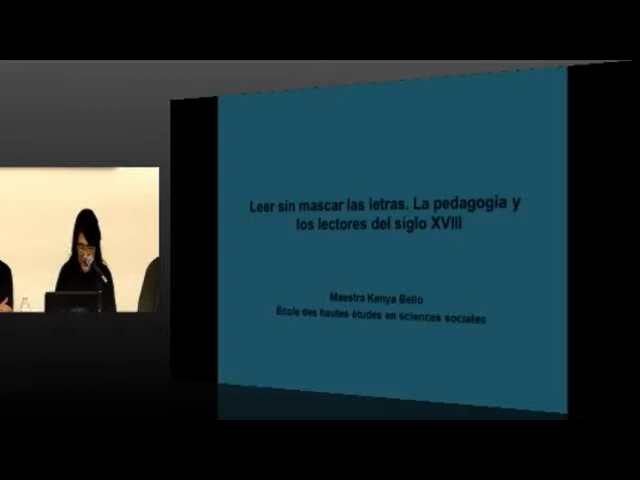 Leer sin mascar las letras. La pedagogía y
los lectores del siglo XVIII
Maestra Kenya Bello
École des hautes études en sciences sociales